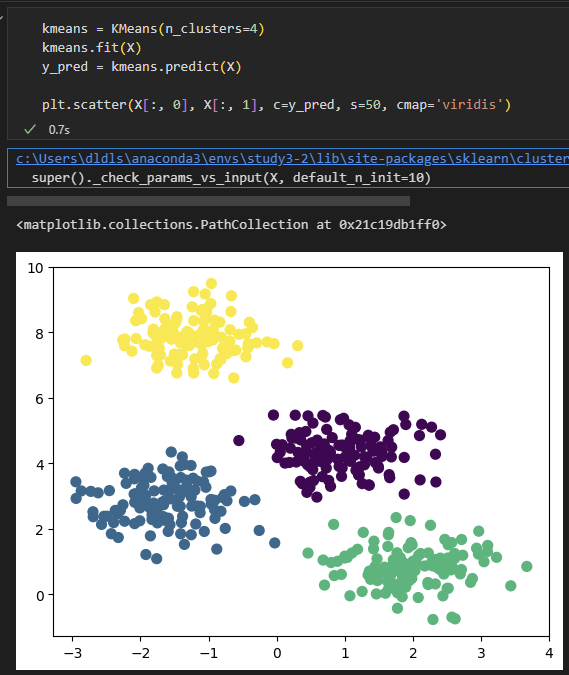 kmeans = KMeans(n_clusters=4)
kmeans.fit(X)
y_pred = kmeans.predict(X)
plt.scatter(X[:, 0], X[:, 1], c=y_pred, s=50, cmap='viridis')
0.7s
c:\Users\dldls\anaconda3\envs\study3-2\lib\site-packages\sklearn\cluster
super()._check_params_vs_input(X, default_n_init=10)
<matplotlib.collections.PathCollection at 0x21c19db1ff0>
10
8
6
4
2
0
−3 −2 −1 0 1 2 3 4